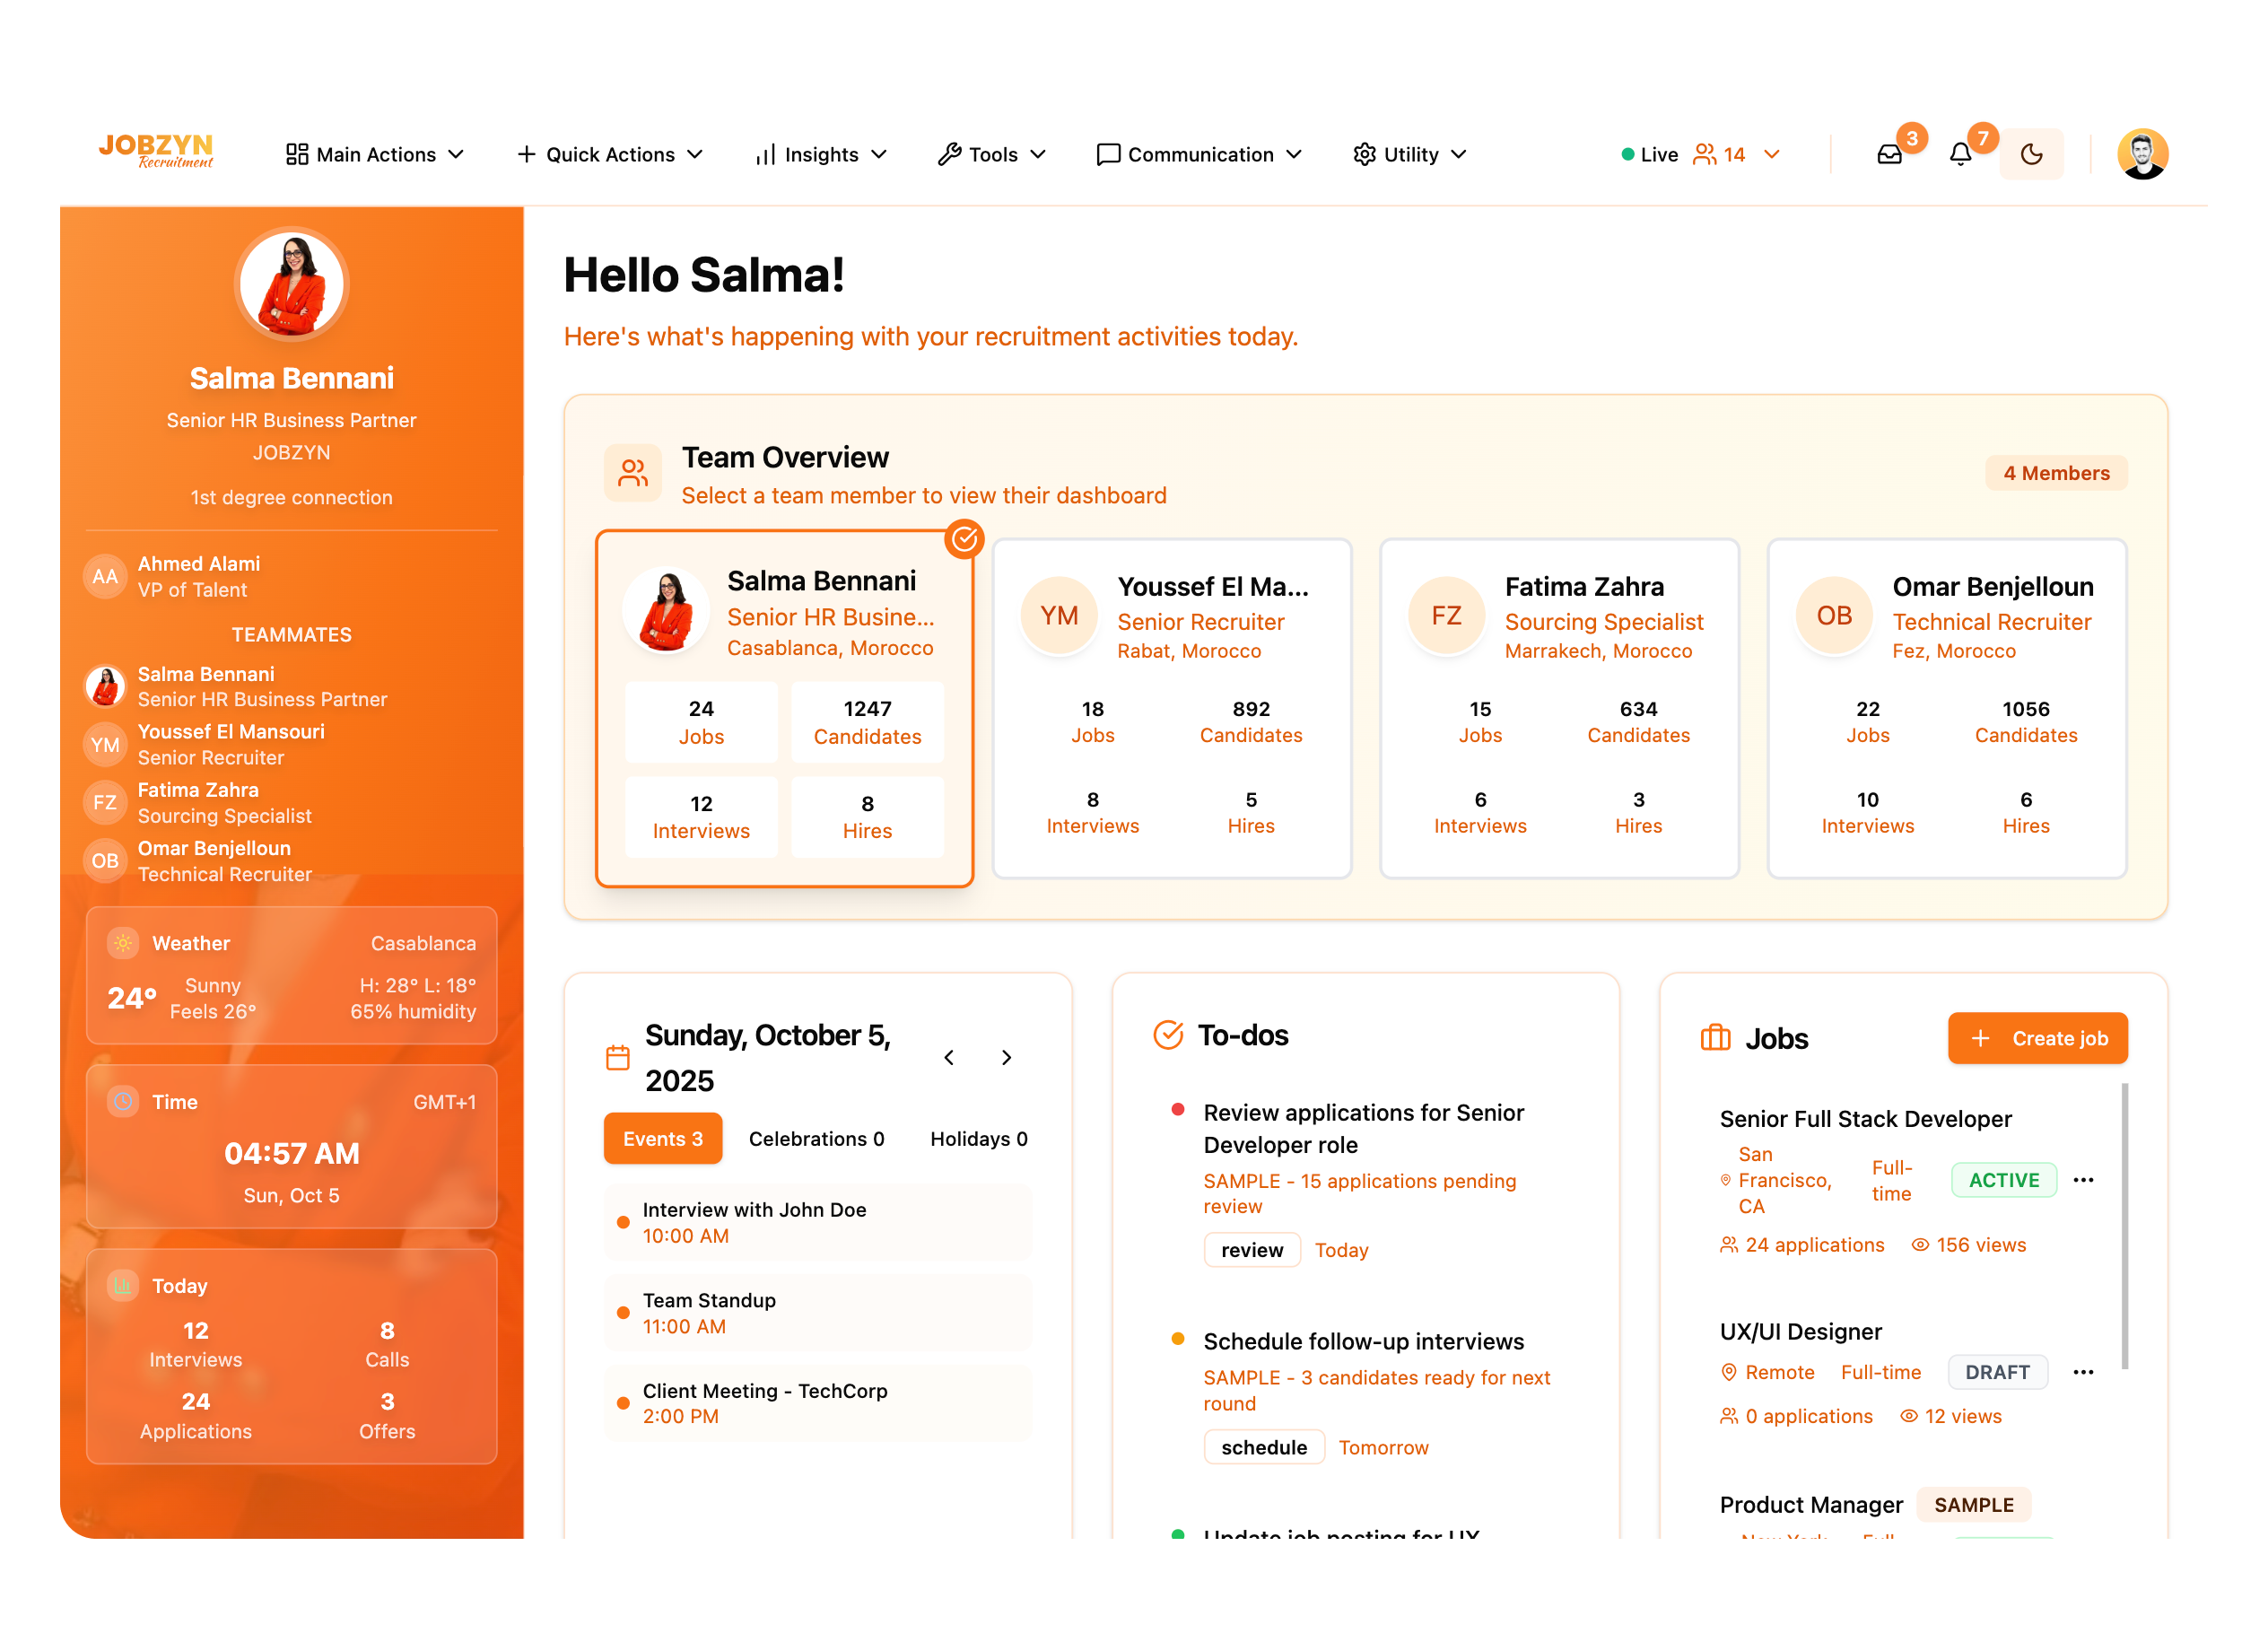 JOBZYN
Recruitment
Main Actions
Quick Actions
Insights
Tools
Communication
Utility
Live
14
3
7
Salma Bennani
Senior HR Business Partner
JOBZYN
1st degree connection
AA
Ahmed Alami
VP of Talent
TEAMMATES
Salma Bennani
Senior HR Business Partner
YM
Youssef El Mansouri
Senior Recruiter
FZ
Fatima Zahra
Sourcing Specialist
OB
Omar Benjelloun
Technical Recruiter
Weather
Casablanca
24°
Sunny
Feels 26°
H: 28° L: 18°
65% humidity
Time
GMT+1
04:57 AM
Sun, Oct 5
Today
12
Interviews
8
Calls
24
Applications
3
Offers
Hello Salma!
Here's what's happening with your recruitment activities today.
Team Overview
Select a team member to view their dashboard
4 Members
Salma Bennani
Senior HR Busine...
Casablanca, Morocco
24
Jobs
1247
Candidates
12
Interviews
8
Hires
YM
Youssef El Ma...
Senior Recruiter
Rabat, Morocco
18
Jobs
892
Candidates
8
Interviews
5
Hires
FZ
Fatima Zahra
Sourcing Specialist
Marrakech, Morocco
15
Jobs
634
Candidates
6
Interviews
3
Hires
OB
Omar Benjelloun
Technical Recruiter
Fez, Morocco
22
Jobs
1056
Candidates
10
Interviews
6
Hires
Sunday, October 5,
2025
Events 3
Celebrations 0
Holidays 0
Interview with John Doe
10:00 AM
Team Standup
11:00 AM
Client Meeting - TechCorp
2:00 PM
To-dos
Review applications for Senior
Developer role
SAMPLE - 15 applications pending
review
review
Today
Schedule follow-up interviews
SAMPLE - 3 candidates ready for next
round
schedule
Tomorrow
Update job posting for UX
Jobs
Create job
Senior Full Stack Developer
San
Francisco,
CA
Full-
time
ACTIVE
24 applications
156 views
UX/UI Designer
Remote
Full-time
DRAFT
0 applications
12 views
Product Manager
SAMPLE